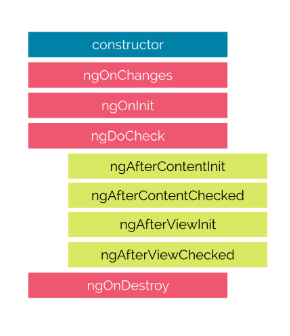 constructor
ngOnChanges
ngOnInit
ngDoCheck
ngAfterContentInit
ngAfterContentChecked
ngAfterViewInit
ngAfterViewChecked
ngOnDestroy